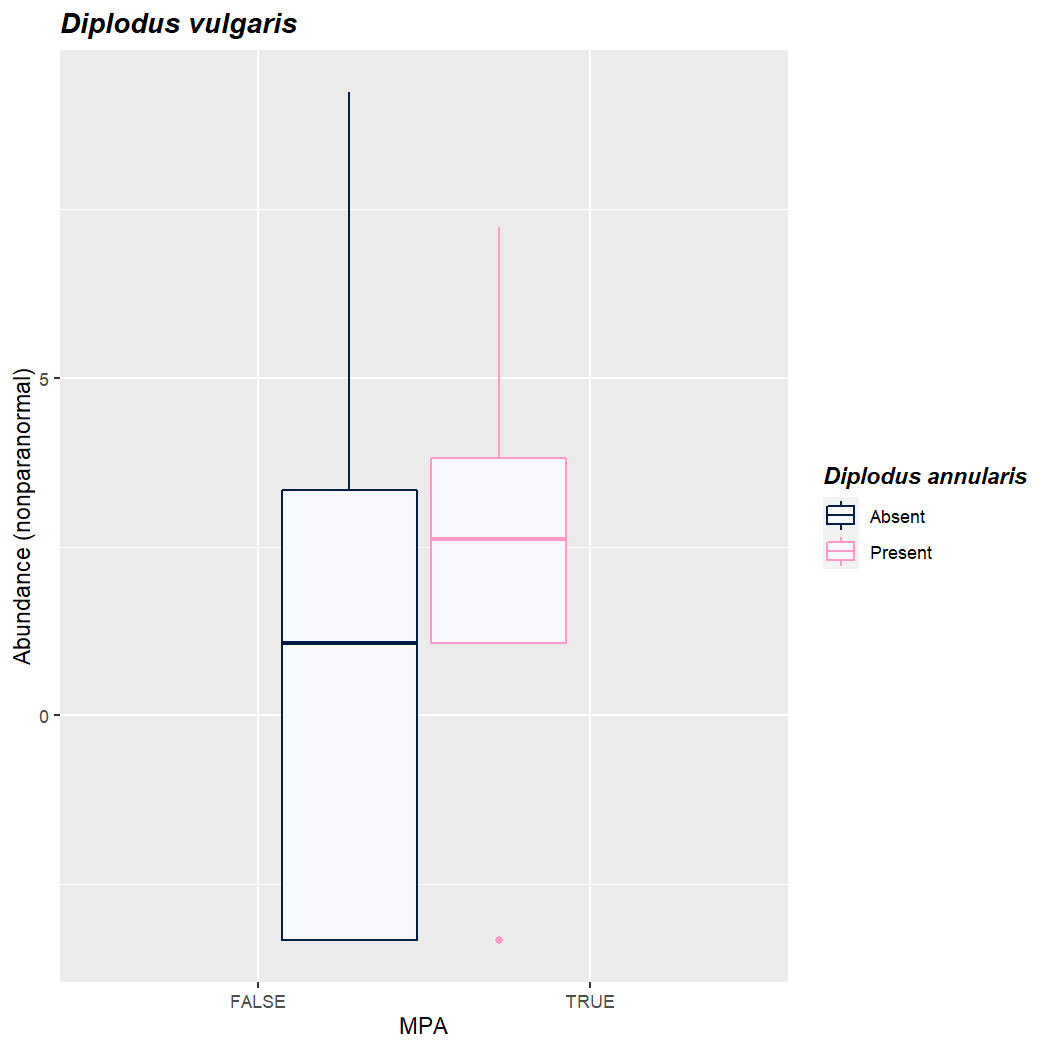 Diplodus vulgaris
Abundance (nonparanormal)
5
0
FALSE
TRUE
MPA
Diplodus annularis
Absent
Present